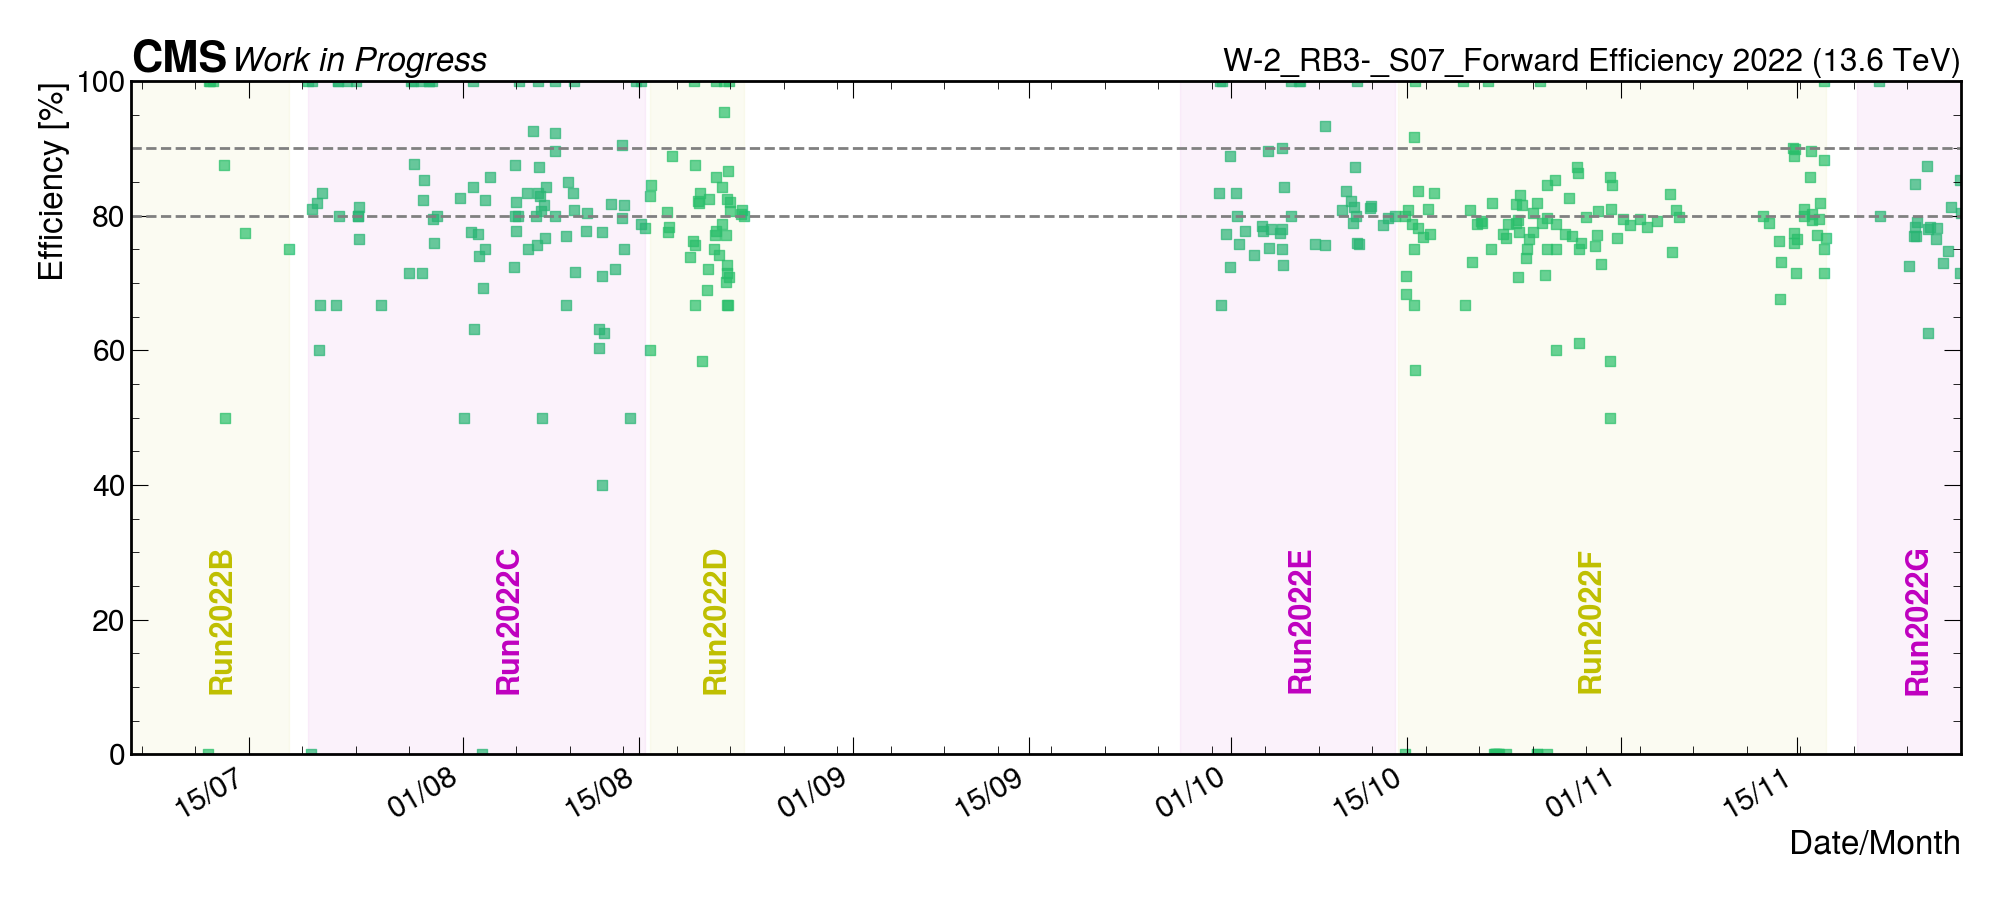 CMS Work in Progress
W-2_RB3-_S07_Forward Efficiency 2022 (13.6 TeV)
Efficiency [%]
100
80
60
40
20
0
Run2022B
Run2022C
Run2022D
Run2022E
Run2022F
Run2022G
15/07
01/08
15/08
01/09
15/09
01/10
15/10
01/11
15/11
Date/Month